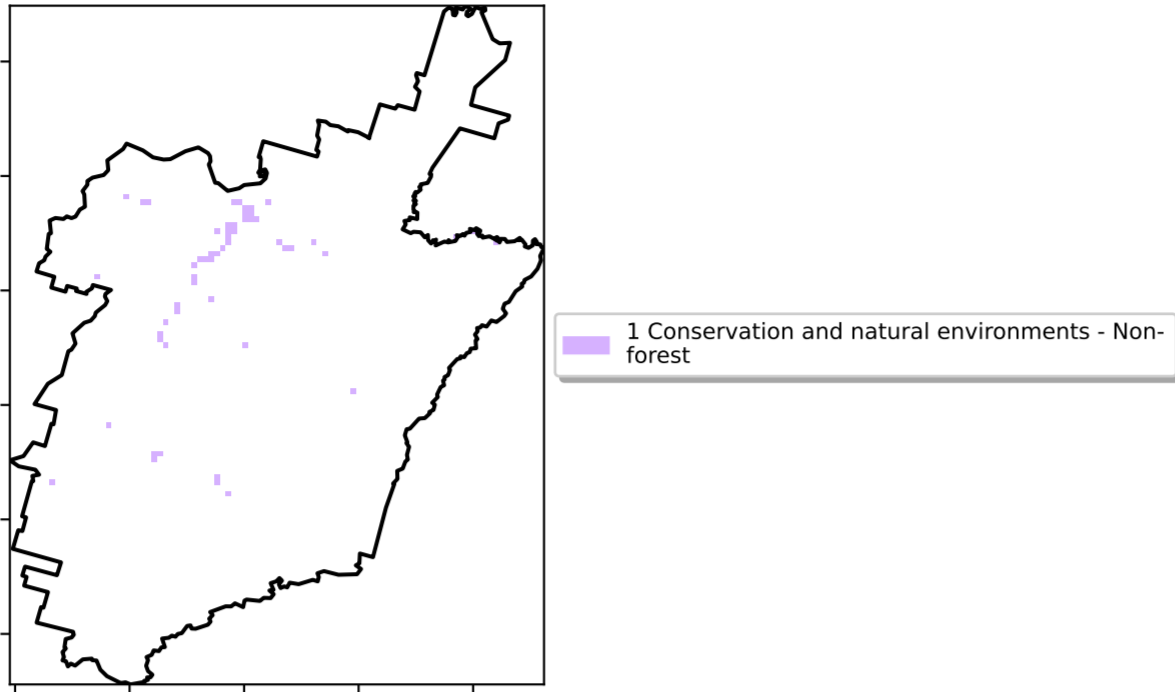 1 Conservation and natural environments - Non-
forest